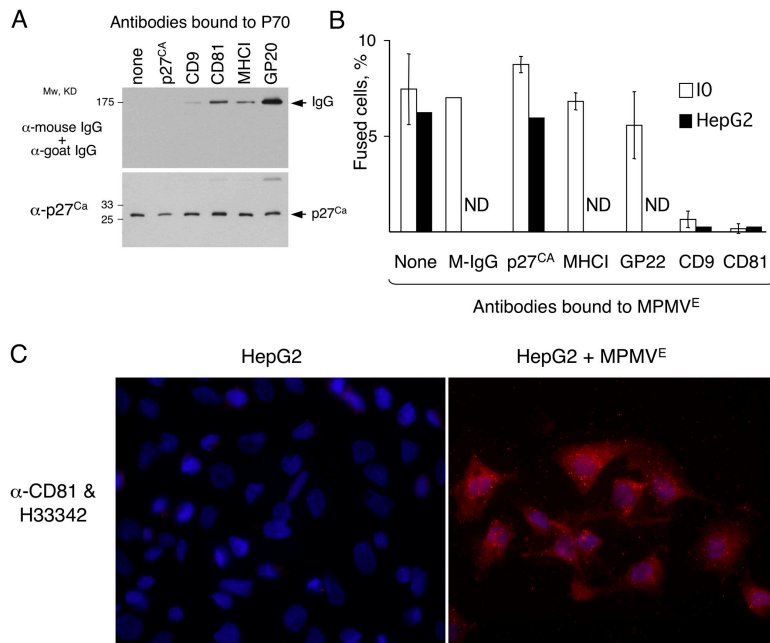 A
Antibodies bound to P70
none p27CA CD9 CD81 MHCI GP20
Mw, KD
175
IgG
α-mouse IgG
+
α-goat IgG
α-p27Ca
33
25
p27Ca
B
Fused cells, %
10
5
I0
HepG2
ND ND ND
None M-IgG p27CA MHCI GP22 CD9 CD81
Antibodies bound to MPMVE
C
HepG2 HepG2 + MPMVE
α-CD81 &
H33342